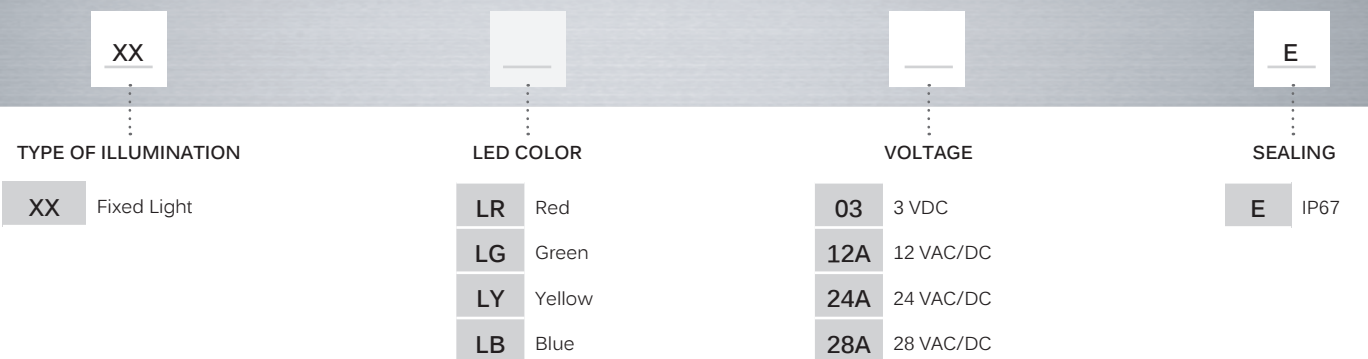 XX E
TYPE OF ILLUMINATION LED COLOR VOLTAGE SEALING
XX Fixed Light LR Red 03 3 VDC E IP67
LG Green 12A 12 VAC/DC
LY Yellow 24A 24 VAC/DC
LB Blue 28A 28 VAC/DC